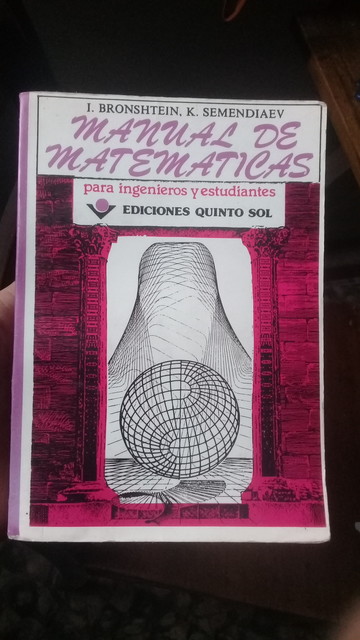 I. BRONSHTEIN, K. SEMENDIAEV
MANUAL DE
MATEMATICAS
para ingenieros y estudiantes
EDICIONES QUINTO SOL